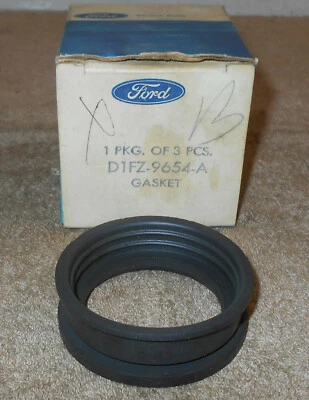 Ford
X B
1 PKG. OF 3 PCS.
D1FZ-9654-A
GASKET